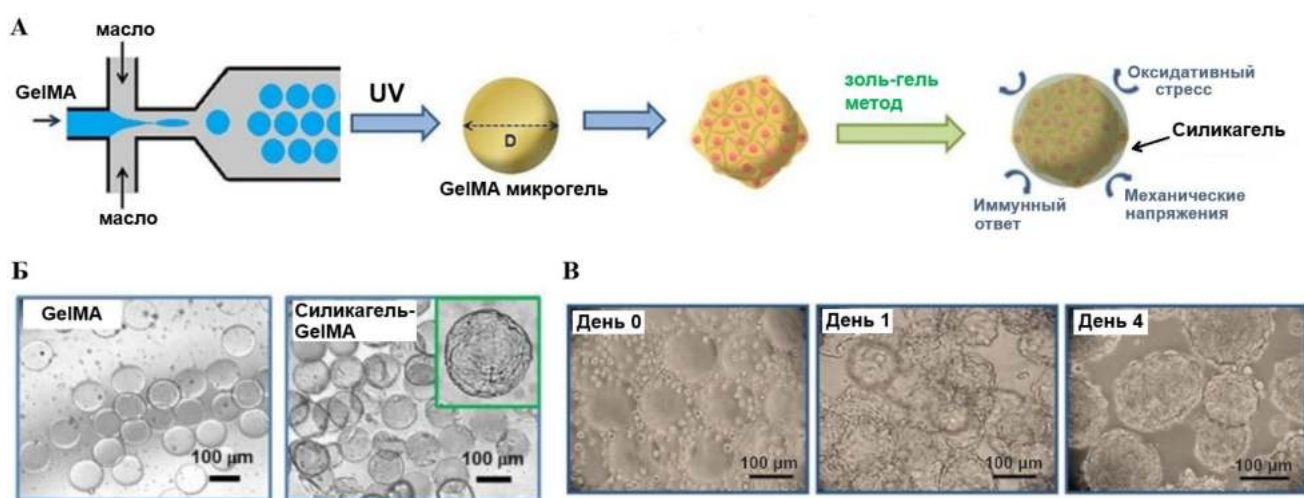 А
масло
GelMA
масло
UV
D
GelMA микрогель
золь-гель
метод
Оксидативный
стресс
Силикагель
Иммунный
ответ
Механические
напряжения
Б
GelMA
100 µm
Силикагель-
GelMA
100 µm
В
День 0
100 µm
День 1
100 µm
День 4
100 µm